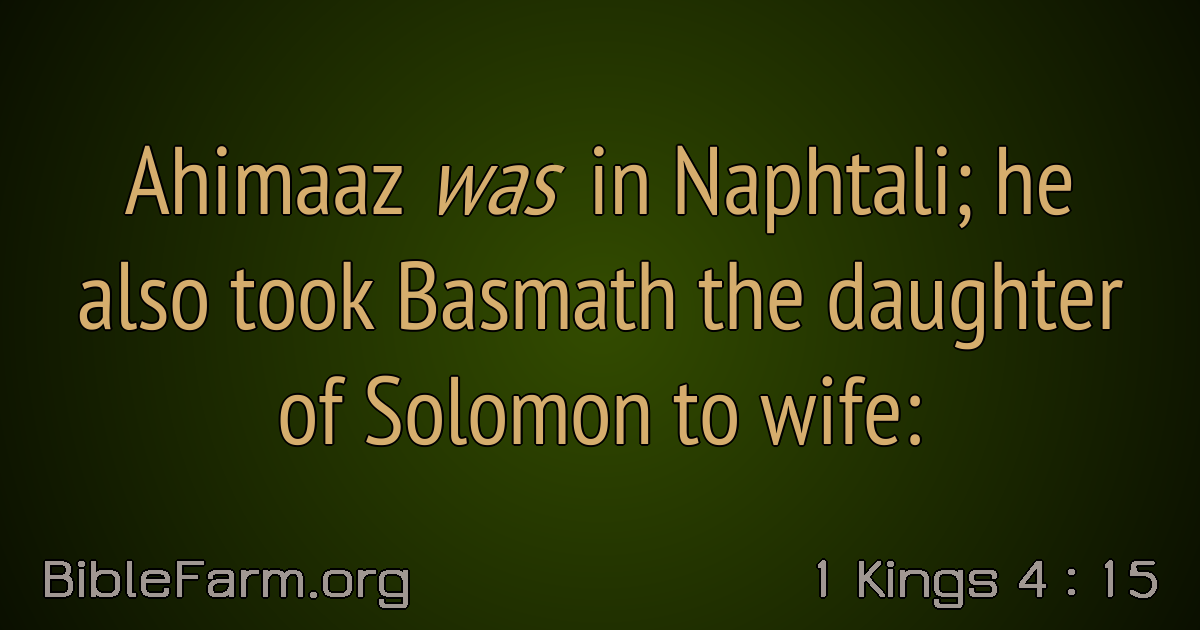 Ahimaaz was in Naphtali; he
also took Basmath the daughter
of Solomon to wife:
BibleFarm.org
1 Kings 4 : 15